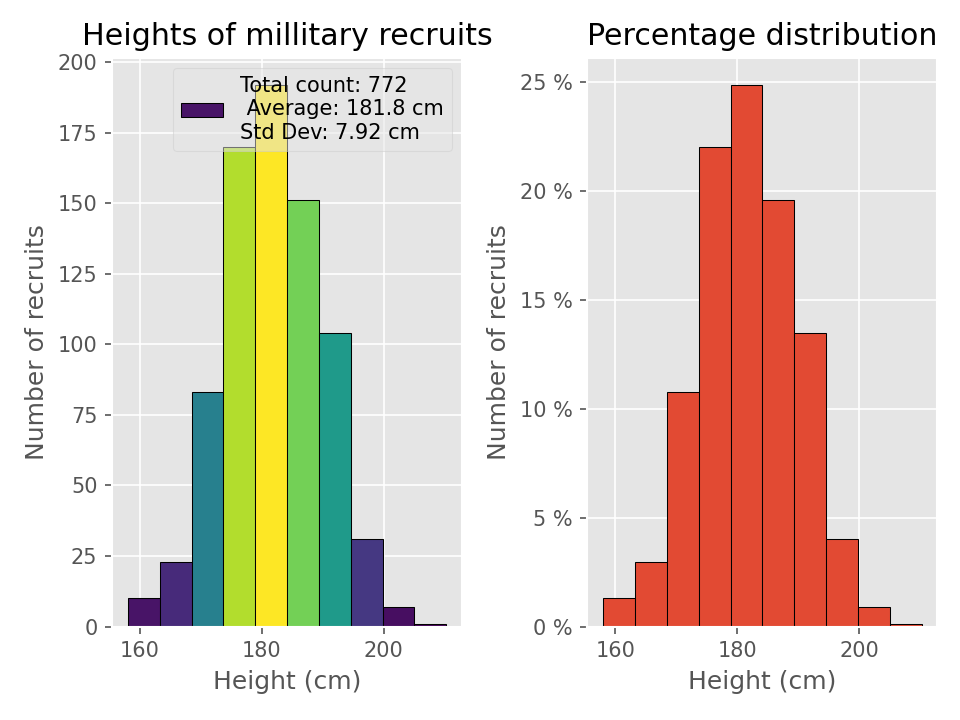 Heights of millitary recruits
Total count: 772
Average: 181.8 cm
Std Dev: 7.92 cm
Number of recruits
200
175
150
125
100
75
50
25
0
160 180 200
Height (cm)
Percentage distribution
Number of recruits
25 %
20 %
15 %
10 %
5 %
0 %
160 180 200
Height (cm)